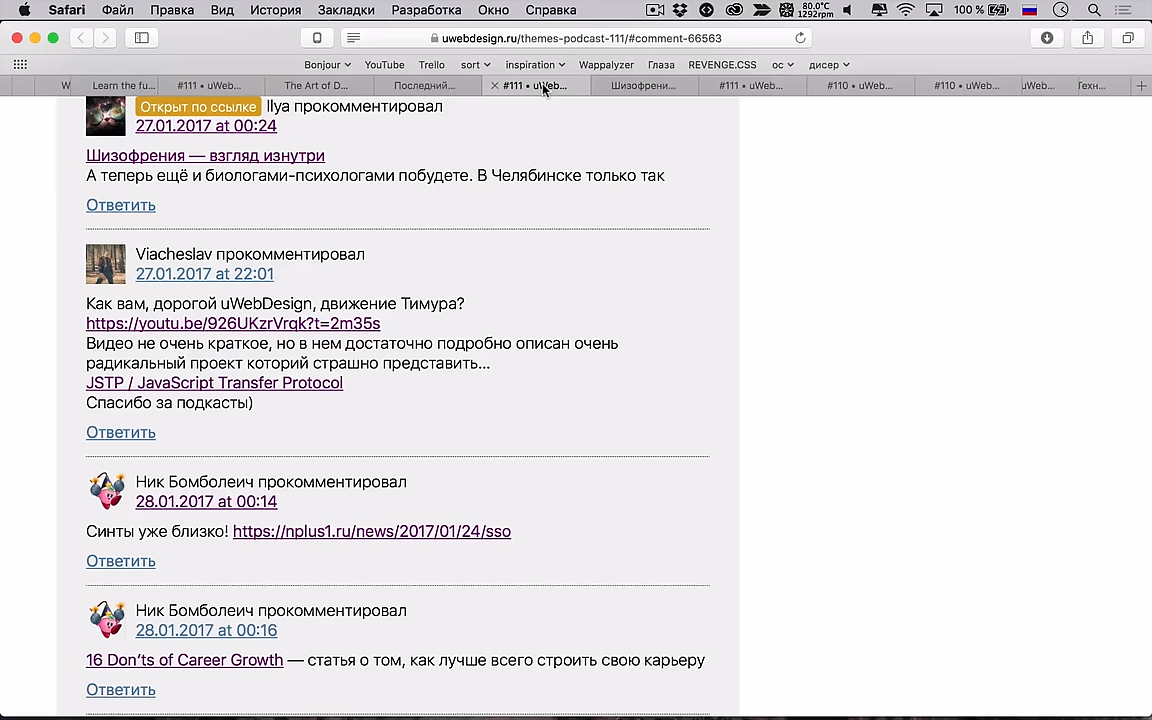 Safari Файл Правка Вид История Закладки Разработка Окно Справка 80.0°C 1292rpm 100 %
uwebdesign.ru/themes-podcast-111/#comment-66563
Bonjour YouTube Trello sort inspiration Wappalyzer Глаза REVENGE.CSS ос дисер
W Learn the fu... #111 • uWeb... The Art of D... Последний... #111 • uWeb... Шизофрени... #111 • uWeb... #110 • uWeb... #110 • uWeb... uWeb... Техн...
Открыт по ссылке Ilya прокомментировал
27.01.2017 at 00:24
Шизофрения — взгляд изнутри
А теперь ещё и биологами-психологами побудете. В Челябинске только так
Ответить
Viacheslav прокомментировал
27.01.2017 at 22:01
Как вам, дорогой uWebDesign, движение Тимура?
https://youtu.be/926UKzrVrqk?t=2m35s
Видео не очень краткое, но в нем достаточно подробно описан очень
радикальный проект которий страшно представить...
JSTP / JavaScript Transfer Protocol
Спасибо за подкасты)
Ответить
Ник Бомболеич прокомментировал
28.01.2017 at 00:14
Синты уже близко! https://nplus1.ru/news/2017/01/24/sso
Ответить
Ник Бомболеич прокомментировал
28.01.2017 at 00:16
16 Don'ts of Career Growth — статья о том, как лучше всего строить свою карьеру
Ответить